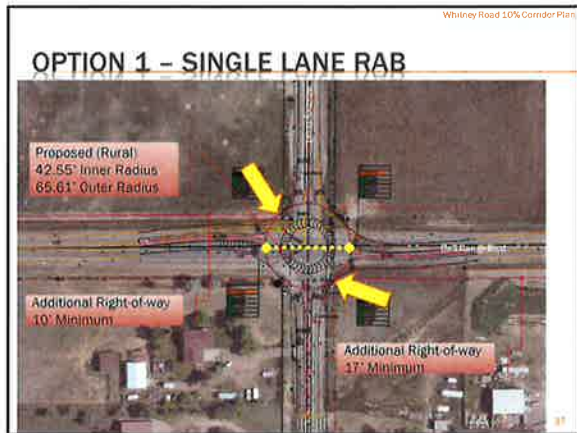 Whitney Road 10% Corridor Plan
OPTION 1 – SINGLE LANE RAB
Proposed (Rural)
42.55' Inner Radius
65.61' Outer Radius
Additional Right-of-way
10' Minimum
Additional Right-of-way
17' Minimum
37